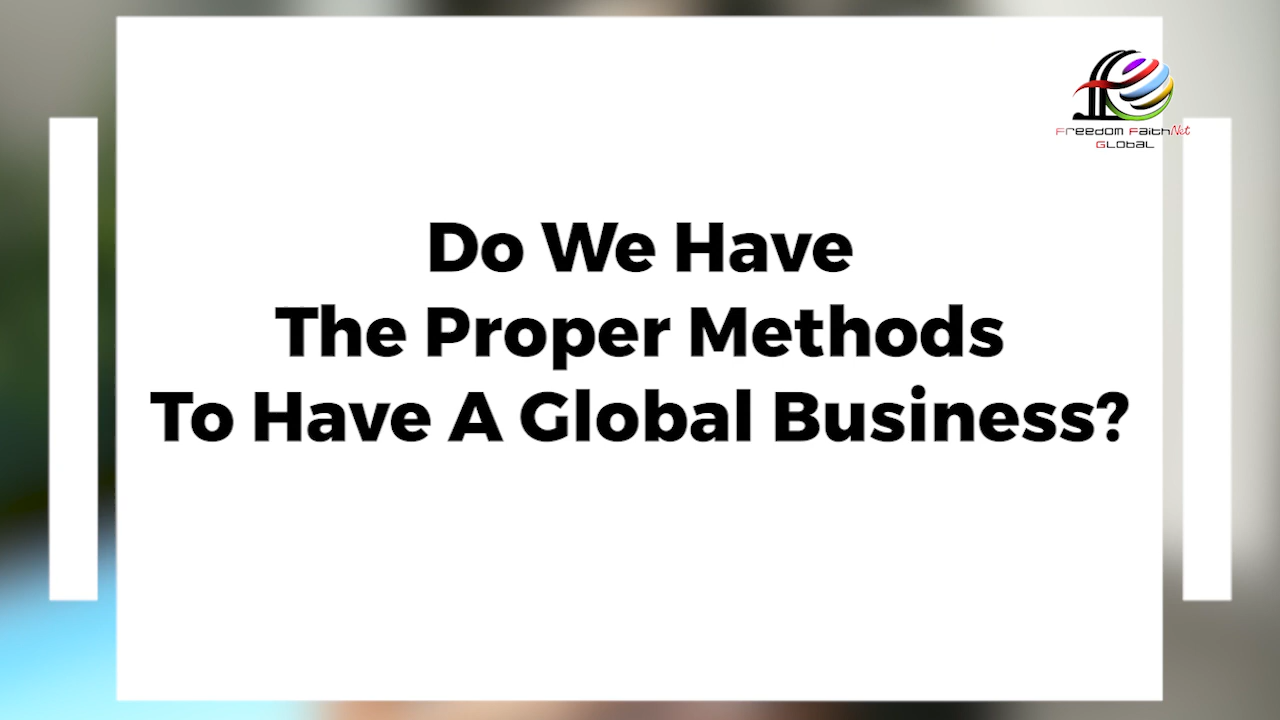 Freedom FaithNet
Global
Do We Have
The Proper Methods
To Have A Global Business?